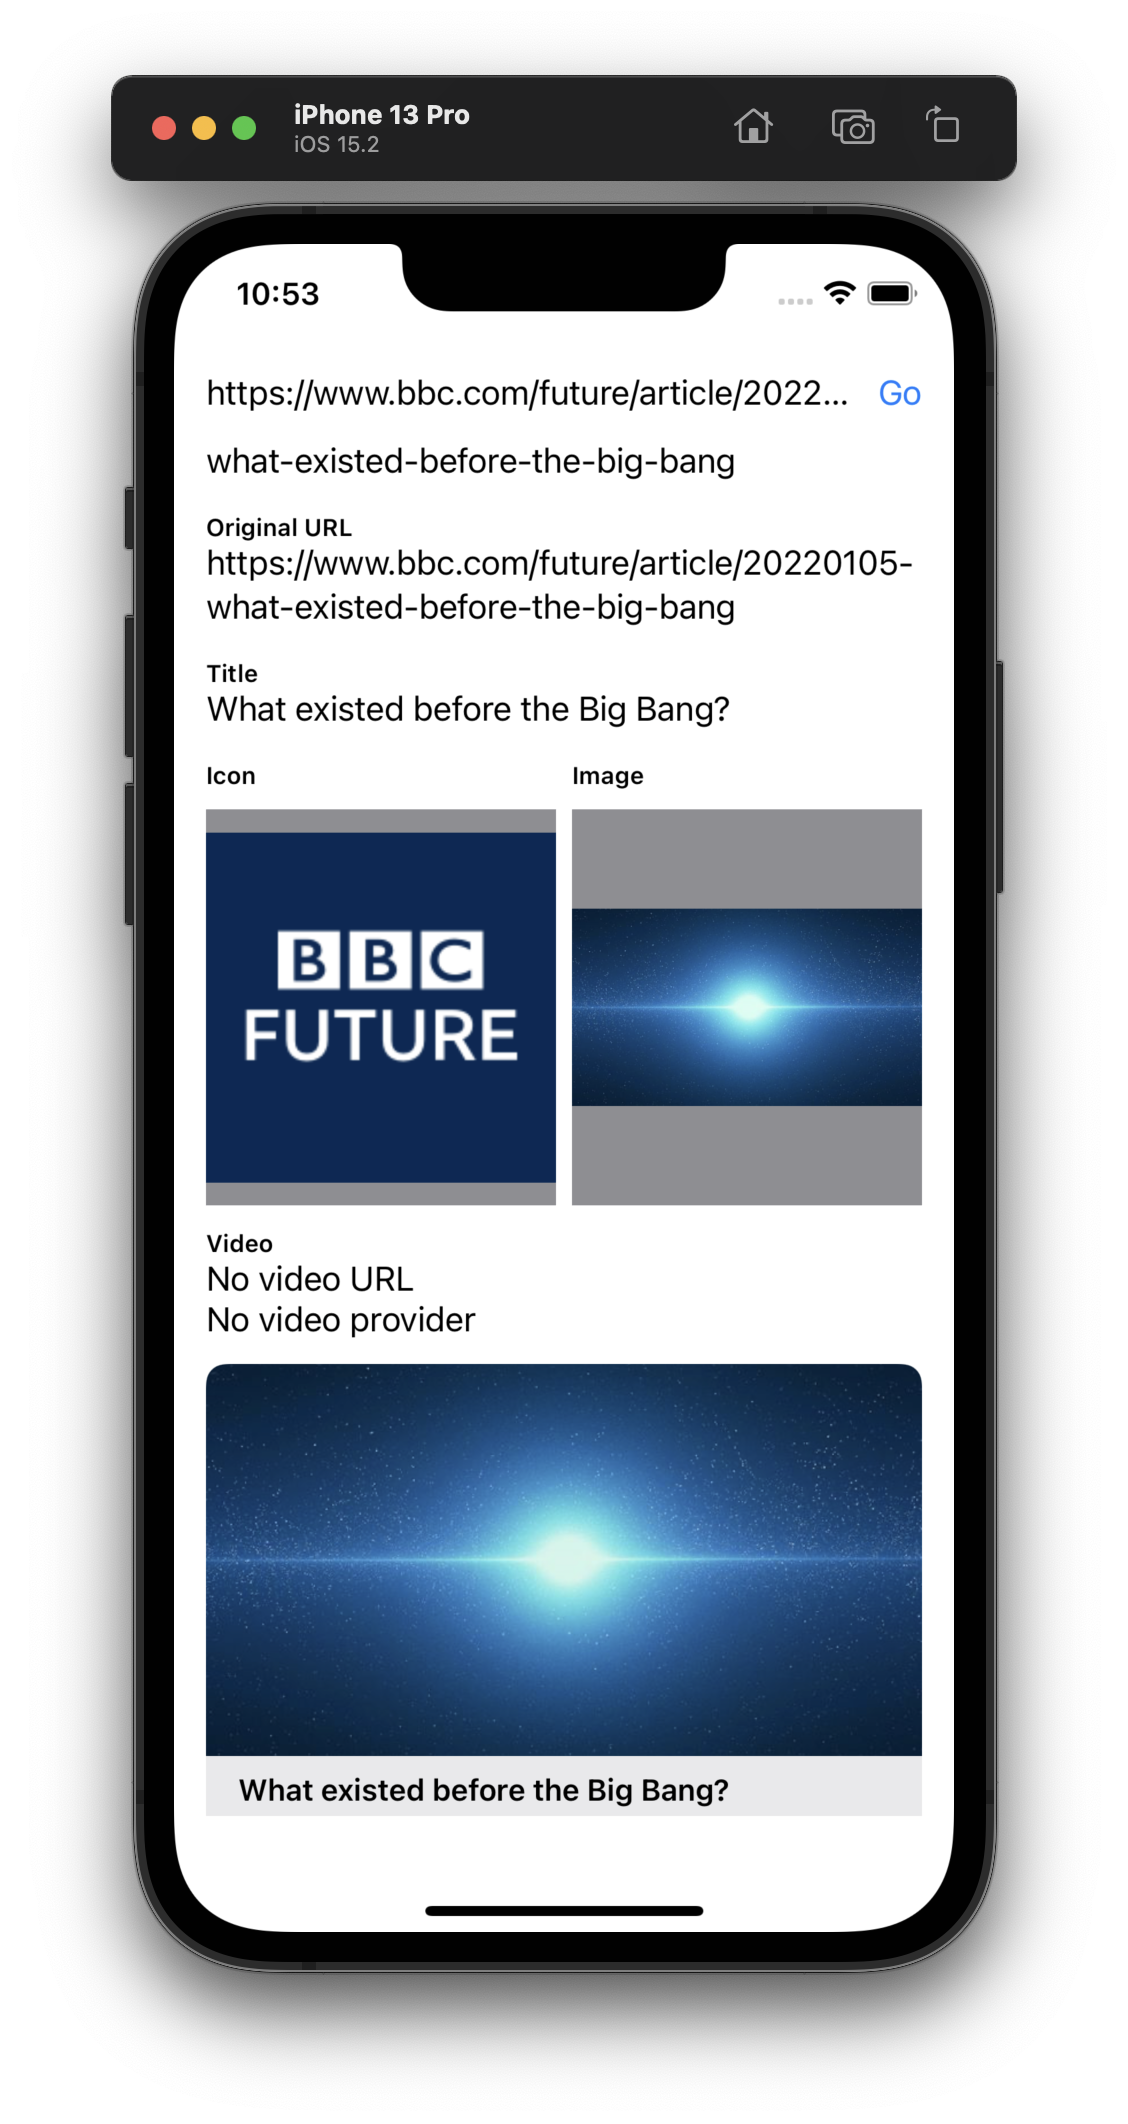 iPhone 13 Pro
iOS 15.2
10:53
https://www.bbc.com/future/article/2022... Go
what-existed-before-the-big-bang
Original URL
https://www.bbc.com/future/article/20220105-
what-existed-before-the-big-bang
Title
What existed before the Big Bang?
Icon Image
BBC
FUTURE
Video
No video URL
No video provider
What existed before the Big Bang?